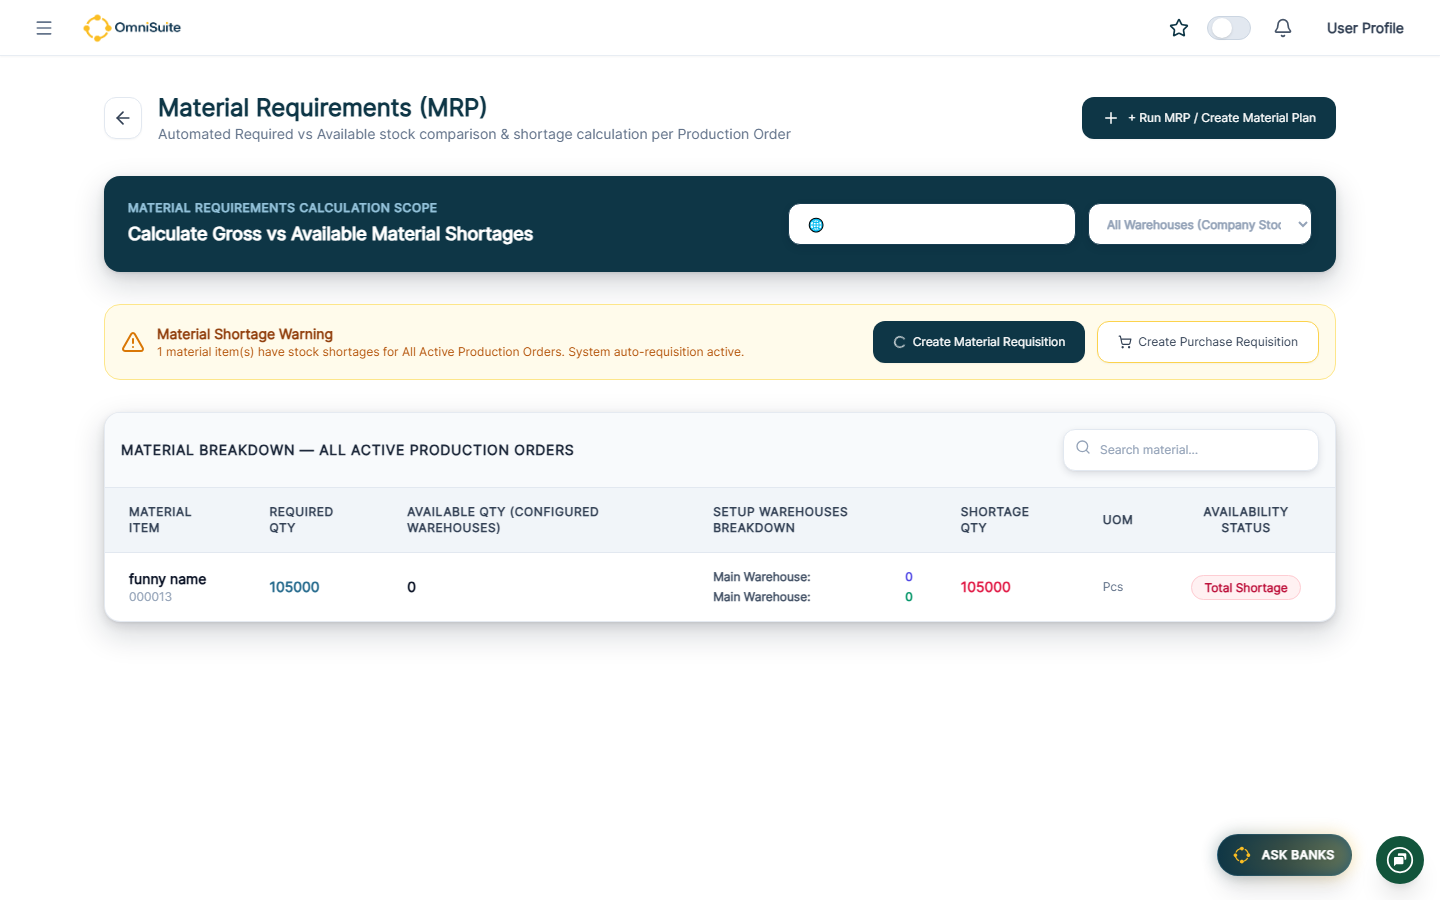 OmniSuite
User Profile
Material Requirements (MRP)
Automated Required vs Available stock comparison & shortage calculation per Production Order
+ Run MRP / Create Material Plan
MATERIAL REQUIREMENTS CALCULATION SCOPE
Calculate Gross vs Available Material Shortages
All Warehouses (Company Stoc
Material Shortage Warning
1 material item(s) have stock shortages for All Active Production Orders. System auto-requisition active.
Create Material Requisition
Create Purchase Requisition
MATERIAL BREAKDOWN — ALL ACTIVE PRODUCTION ORDERS
Search material...
MATERIAL ITEM
REQUIRED QTY
AVAILABLE QTY (CONFIGURED WAREHOUSES)
SETUP WAREHOUSES BREAKDOWN
SHORTAGE QTY
UOM
AVAILABILITY STATUS
funny name
000013
105000
0
Main Warehouse: 0
Main Warehouse: 0
105000
Pcs
Total Shortage
ASK BANKS